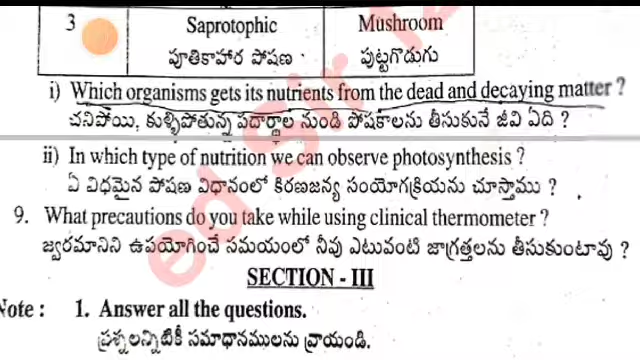 3 Saprotophic Mushroom
పూతికాహార పోషణ పుట్టగొడుగు
i) Which organisms gets its nutrients from the dead and decaying matter ?
చనిపోయి, కుళ్ళిపోతున్న పదార్థాల నుండి పోషకాలను తీసుకునే జీవి ఏది ?
ii) In which type of nutrition we can observe photosynthesis ?
ఏ విధమైన పోషణ విధానంలో కిరణజన్య సంయోగక్రియను చూస్తాము ?
9. What precautions do you take while using clinical thermometer ?
జ్వరమానిని ఉపయోగించే సమయంలో నీవు ఎటువంటి జాగ్రత్తలను తీసుకుంటావు ?
SECTION - III
Note : 1. Answer all the questions.
ప్రశ్నలన్నిటికీ సమాధానములను వ్రాయండి.